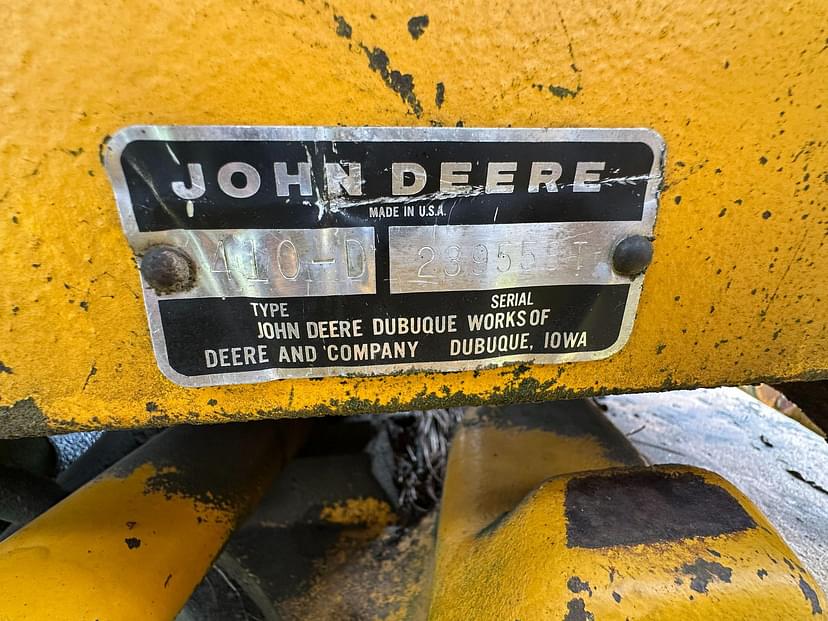 JOHN DEERE
MADE IN U.S.A.
410-D
TYPE SERIAL
JOHN DEERE DUBUQUE WORKS OF
DEERE AND COMPANY DUBUQUE, IOWA